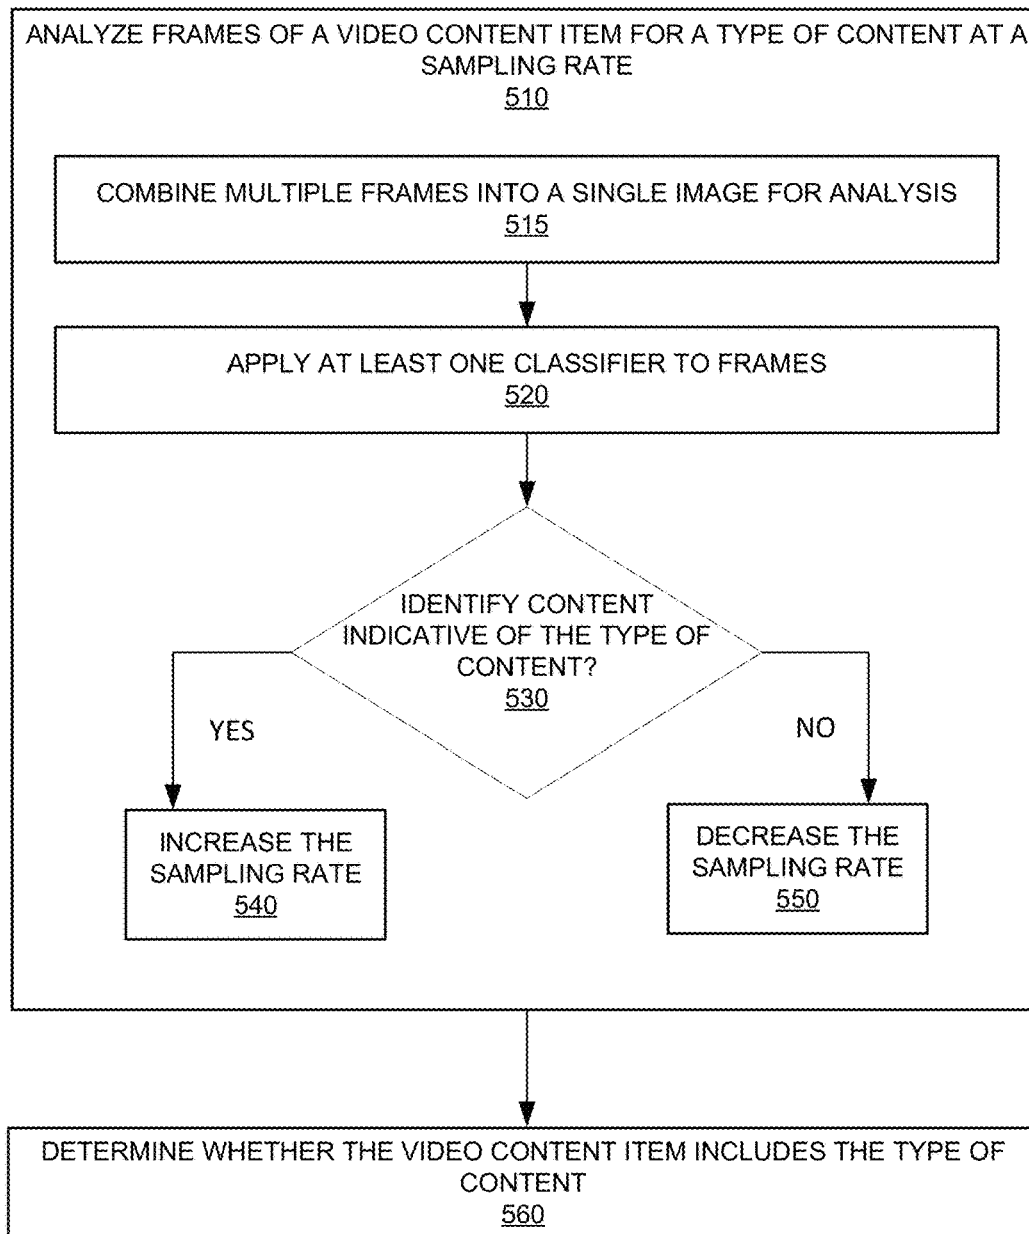 ANALYZE FRAMES OF A VIDEO CONTENT ITEM FOR A TYPE OF CONTENT AT A
SAMPLING RATE
510
COMBINE MULTIPLE FRAMES INTO A SINGLE IMAGE FOR ANALYSIS
515
APPLY AT LEAST ONE CLASSIFIER TO FRAMES
520
IDENTIFY CONTENT
INDICATIVE OF THE TYPE OF
CONTENT?
530
YES
NO
INCREASE THE
SAMPLING RATE
540
DECREASE THE
SAMPLING RATE
550
DETERMINE WHETHER THE VIDEO CONTENT ITEM INCLUDES THE TYPE OF
CONTENT
560